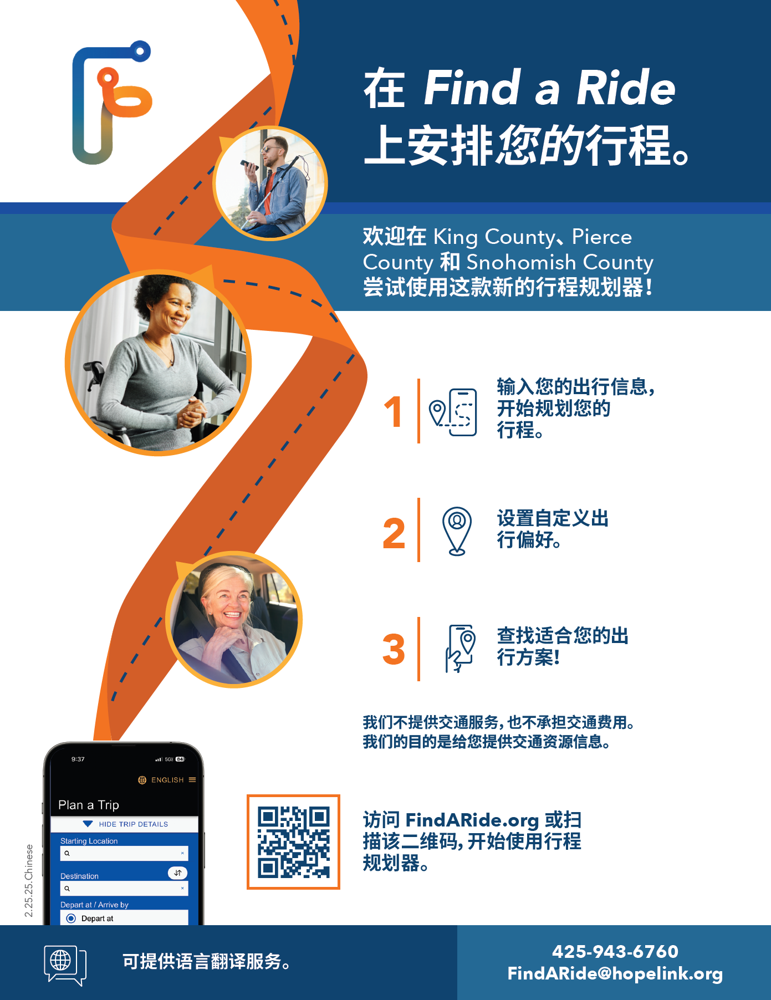 在 Find a Ride
上安排您的行程。
欢迎在 King County、Pierce
County 和 Snohomish County
尝试使用这款新的行程规划器！
1
输入您的出行信息，
开始规划您的
行程。
2
设置自定义出
行偏好。
3
查找适合您的出
行方案!
我们不提供交通服务，也不承担交通费用。
我们的目的是给您提供交通资源信息。
9:37
5G
84
ENGLISH
Plan a Trip
HIDE TRIP DETAILS
Starting Location
Destination
Depart at / Arrive by
Depart at
访问 FindARide.org 或扫
描该二维码，开始使用行程
规划器。
2.25.25.Chinese
可提供语言翻译服务。
425-943-6760
FindARide@hopelink.org